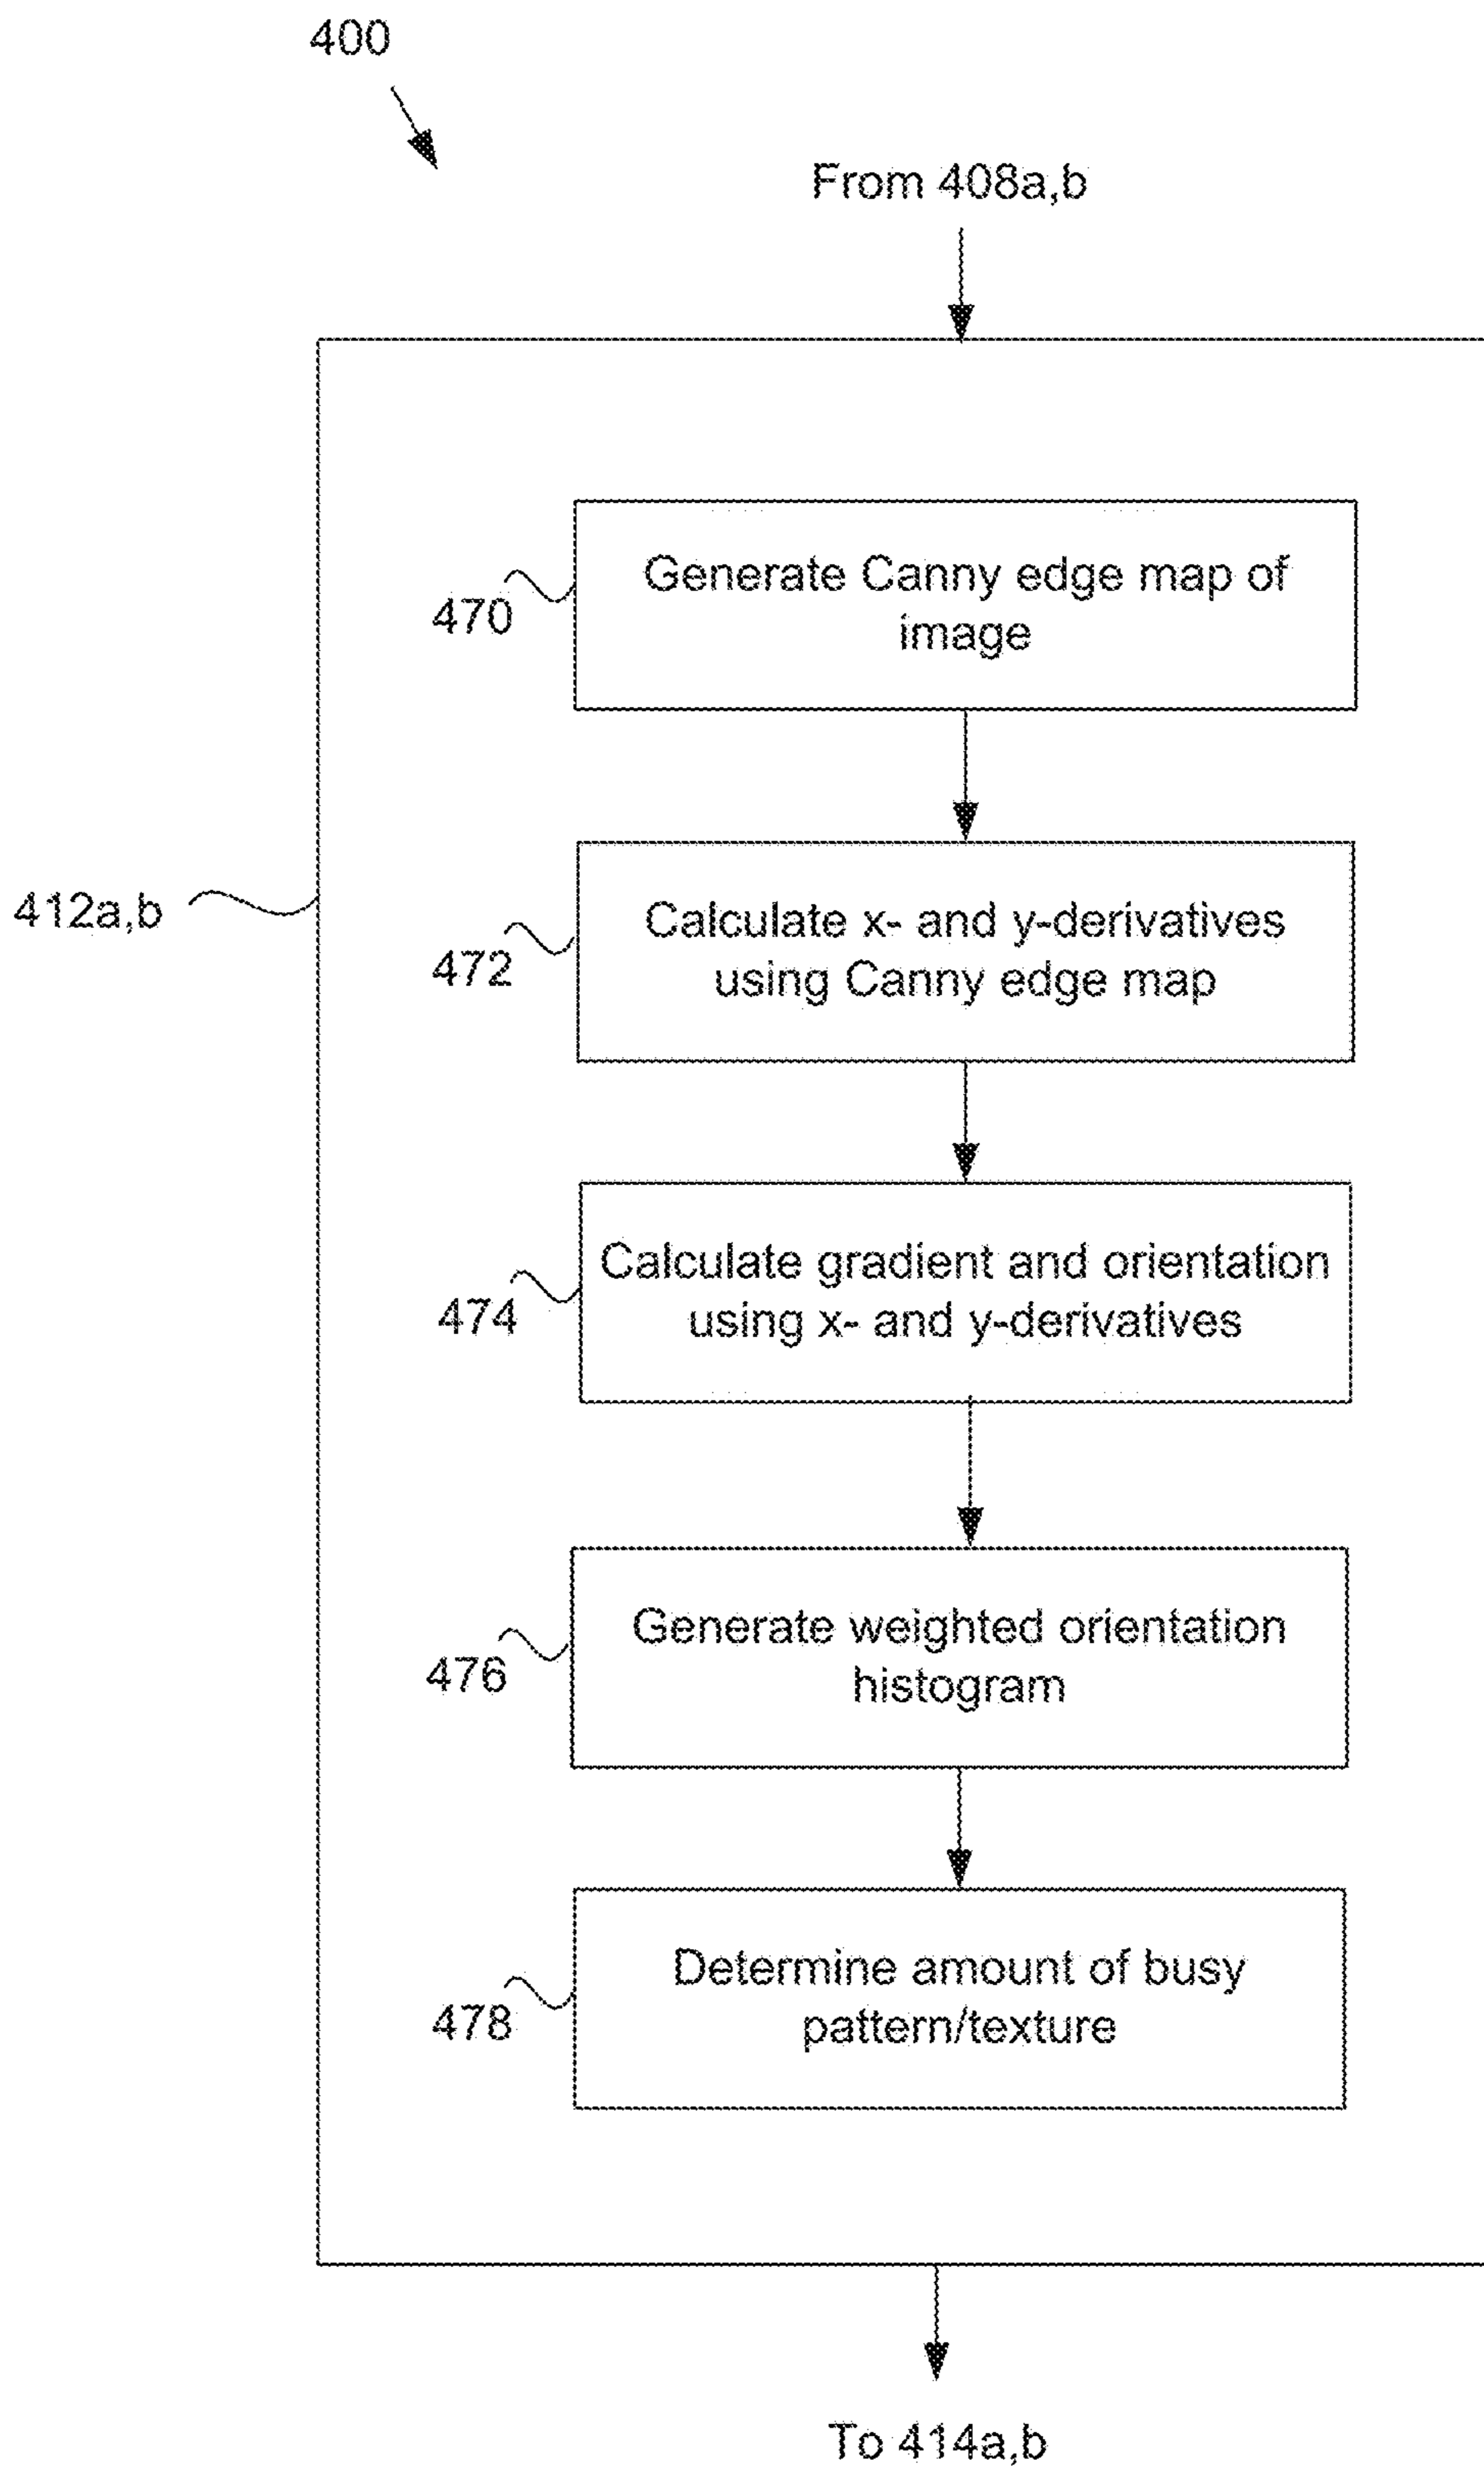 400
From 408a,b
470
Generate Canny edge map of
image
412a,b
472
Calculate x- and y-derivatives
using Canny edge map
474
Calculate gradient and orientation
using x- and y-derivatives
476
Generate weighted orientation
histogram
478
Determine amount of busy
pattern/texture
To 414a,b